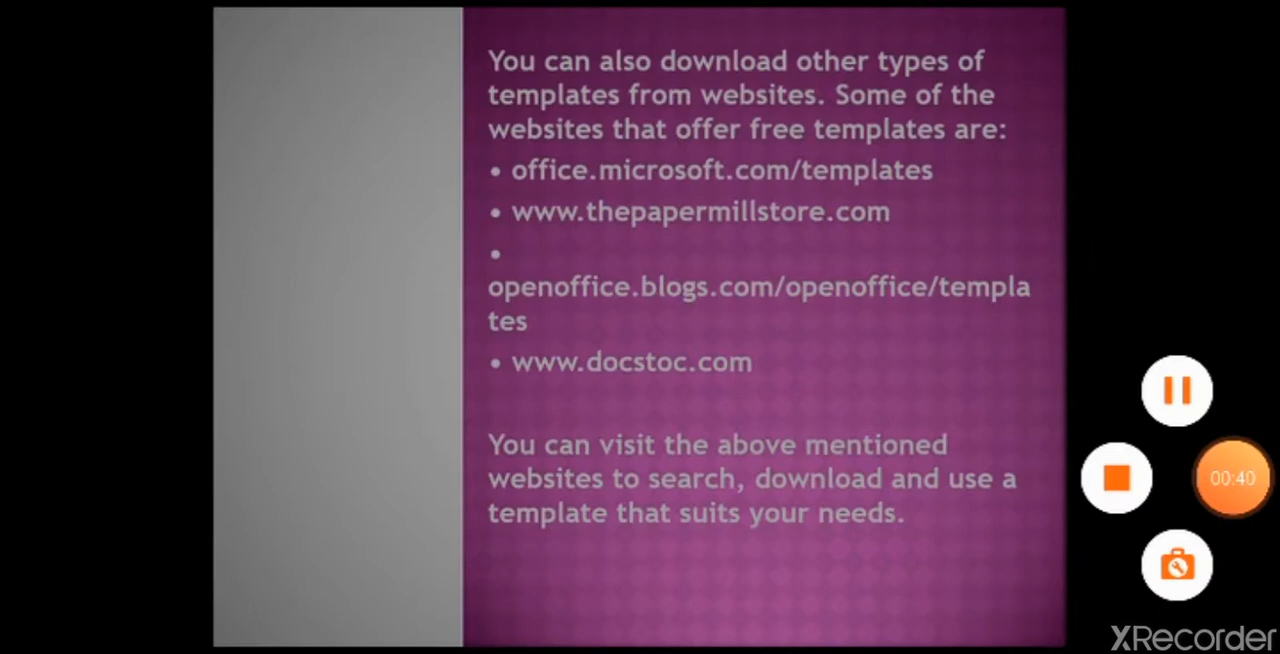 You can also download other types of
templates from websites. Some of the
websites that offer free templates are:
• office.microsoft.com/templates
• www.thepapermillstore.com
•
openoffice.blogs.com/openoffice/templa
tes
• www.docstoc.com
You can visit the above mentioned
websites to search, download and use a
template that suits your needs.
00:40
XRecorder